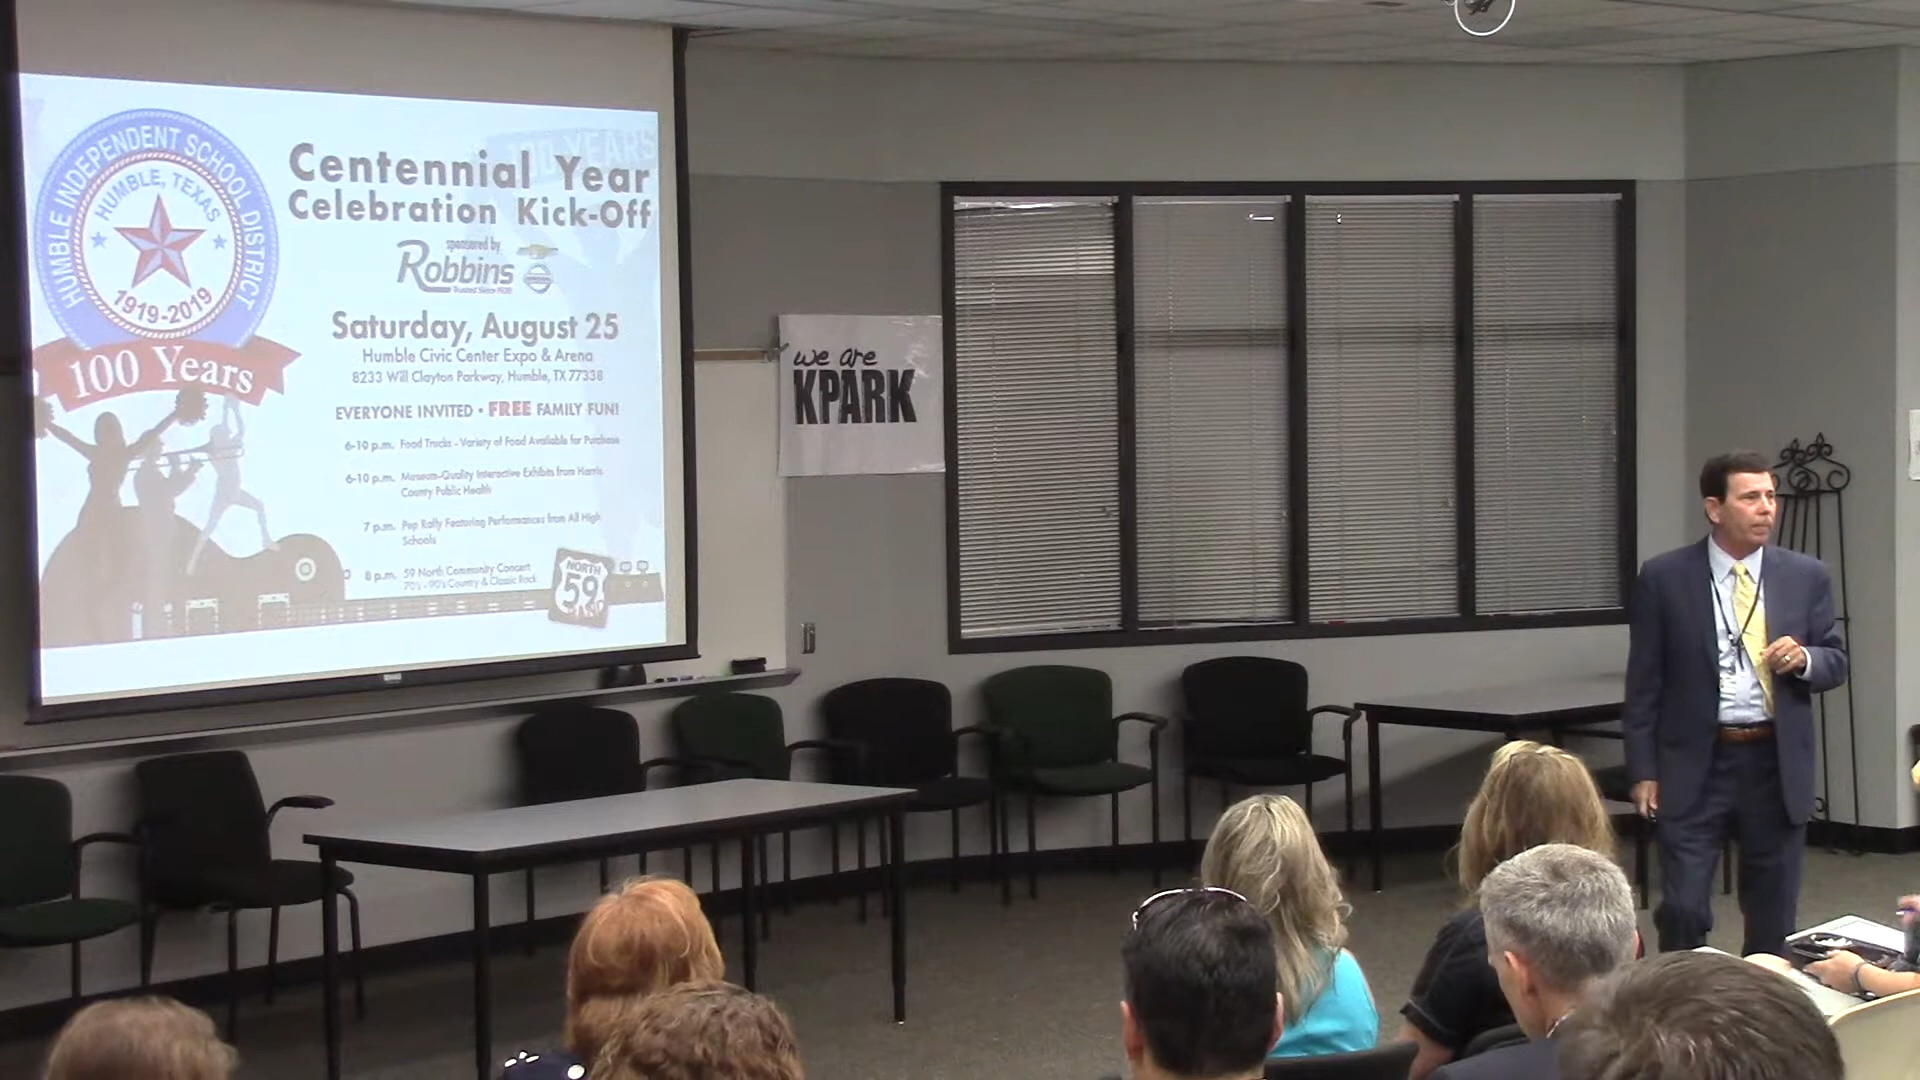 HUMBLE INDEPENDENT SCHOOL DISTRICT
HUMBLE, TEXAS
1919-2019
100 Years
100 YEARS
Centennial Year
Celebration Kick-Off
sponsored by
Robbins
Saturday, August 25
Humble Civic Center Expo & Arena
8233 Will Clayton Parkway, Humble, TX 77338
EVERYONE INVITED • FREE FAMILY FUN!
6-10 p.m. Food Trucks - Variety of Food Available for Purchase
6-10 p.m. Museum-Quality Interactive Exhibits from Harris
County Public Health
7 p.m. Pep Rally Featuring Performances from All High
Schools
8 p.m. 59 North Community Concert
70's - 90's Country & Classic Rock
NORTH
59
BAND
we are
KPARK